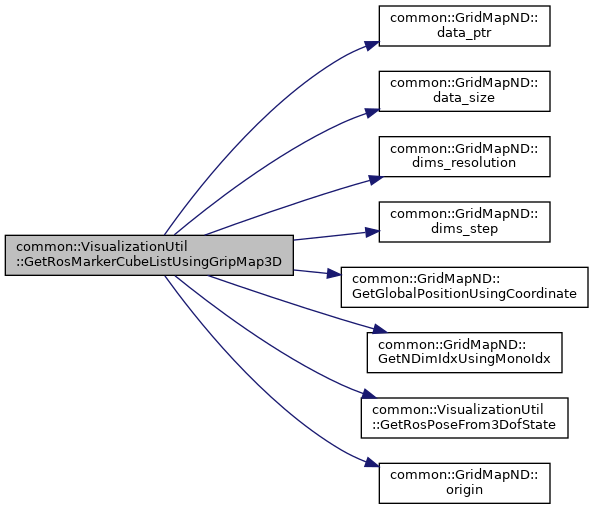 common::GridMapND::
data_ptr
common::GridMapND::
data_size
common::GridMapND::
dims_resolution
common::GridMapND::
dims_step
common::VisualizationUtil
::GetRosMarkerCubeListUsingGripMap3D
common::GridMapND::
GetGlobalPositionUsingCoordinate
common::GridMapND::
GetNDimIdxUsingMonoIdx
common::VisualizationUtil
::GetRosPoseFrom3DofState
common::GridMapND::
origin